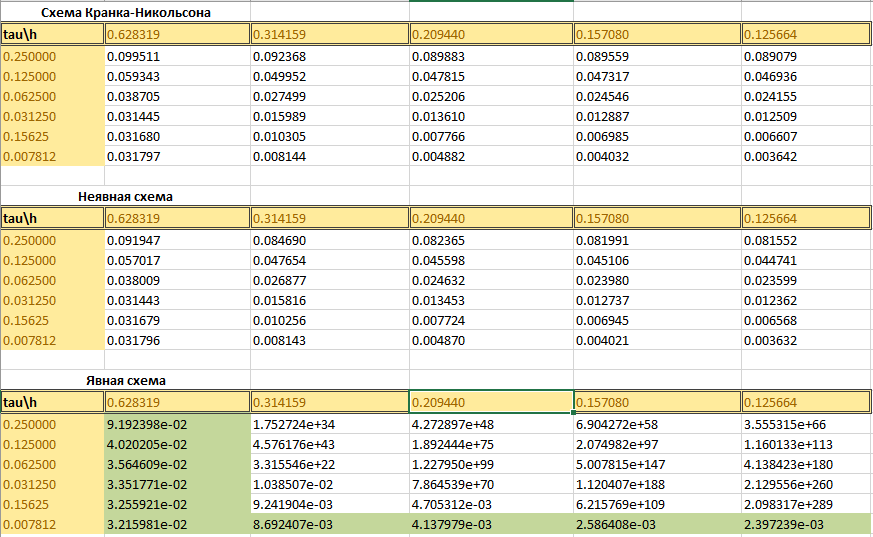 Схема Кранка-Никольсона
tau\h 0.628319 0.314159 0.209440 0.157080 0.125664
0.250000 0.099511 0.092368 0.089883 0.089559 0.089079
0.125000 0.059343 0.049952 0.047815 0.047317 0.046936
0.062500 0.038705 0.027499 0.025206 0.024546 0.024155
0.031250 0.031445 0.015989 0.013610 0.012887 0.012509
0.15625 0.031680 0.010305 0.007766 0.006985 0.006607
0.007812 0.031797 0.008144 0.004882 0.004032 0.003642
Неявная схема
tau\h 0.628319 0.314159 0.209440 0.157080 0.125664
0.250000 0.091947 0.084690 0.082365 0.081991 0.081552
0.125000 0.057017 0.047654 0.045598 0.045106 0.044741
0.062500 0.038009 0.026877 0.024632 0.023980 0.023599
0.031250 0.031443 0.015816 0.013453 0.012737 0.012362
0.15625 0.031679 0.010256 0.007724 0.006945 0.006568
0.007812 0.031796 0.008143 0.004870 0.004021 0.003632
Явная схема
tau\h 0.628319 0.314159 0.209440 0.157080 0.125664
0.250000 9.192398e-02 1.752724e+34 4.272897e+48 6.904272e+58 3.555315e+66
0.125000 4.020205e-02 4.576176e+43 1.892444e+75 2.074982e+97 1.160133e+113
0.062500 3.564609e-02 3.315546e+22 1.227950e+99 5.007815e+147 4.138423e+180
0.031250 3.351771e-02 1.038507e-02 7.864539e+70 1.120407e+188 2.129556e+260
0.15625 3.255921e-02 9.241904e-03 4.705312e-03 6.215769e+109 2.098317e+289
0.007812 3.215981e-02 8.692407e-03 4.137979e-03 2.586408e-03 2.397239e-03